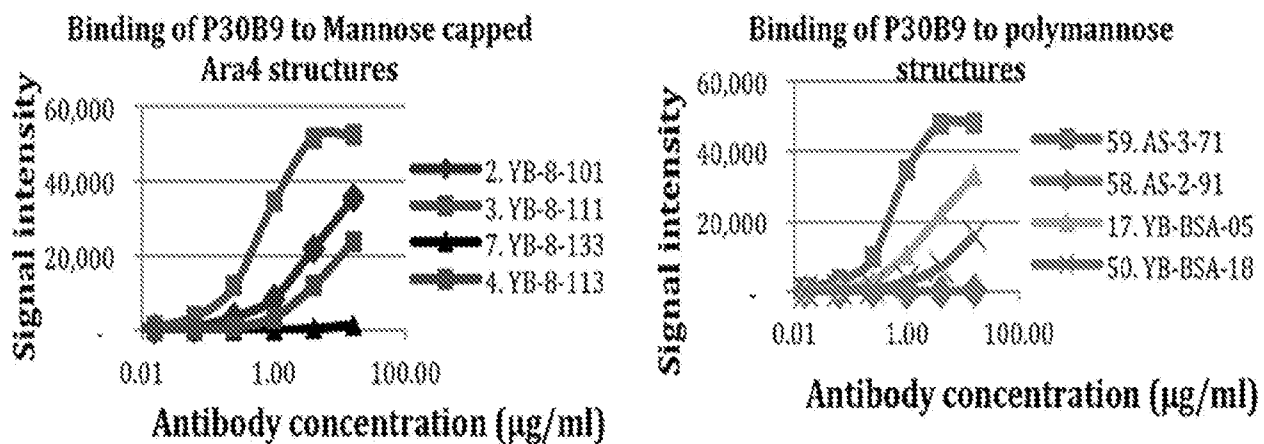 Binding of P30B9 to Mannose capped
Ara4 structures
Signal intensity
60,000
40,000
20,000
0.01
1.00
100.00
Antibody concentration (µg/ml)
2. YB-8-101
3. YB-8-111
7. YB-8-133
4. YB-8-113
Binding of P30B9 to polymannose
structures
Signal intensity
60,000
40,000
20,000
0.01
1.00
100.00
Antibody concentration (µg/ml)
59. AS-3-71
58. AS-2-91
17. YB-BSA-05
50. YB-BSA-18